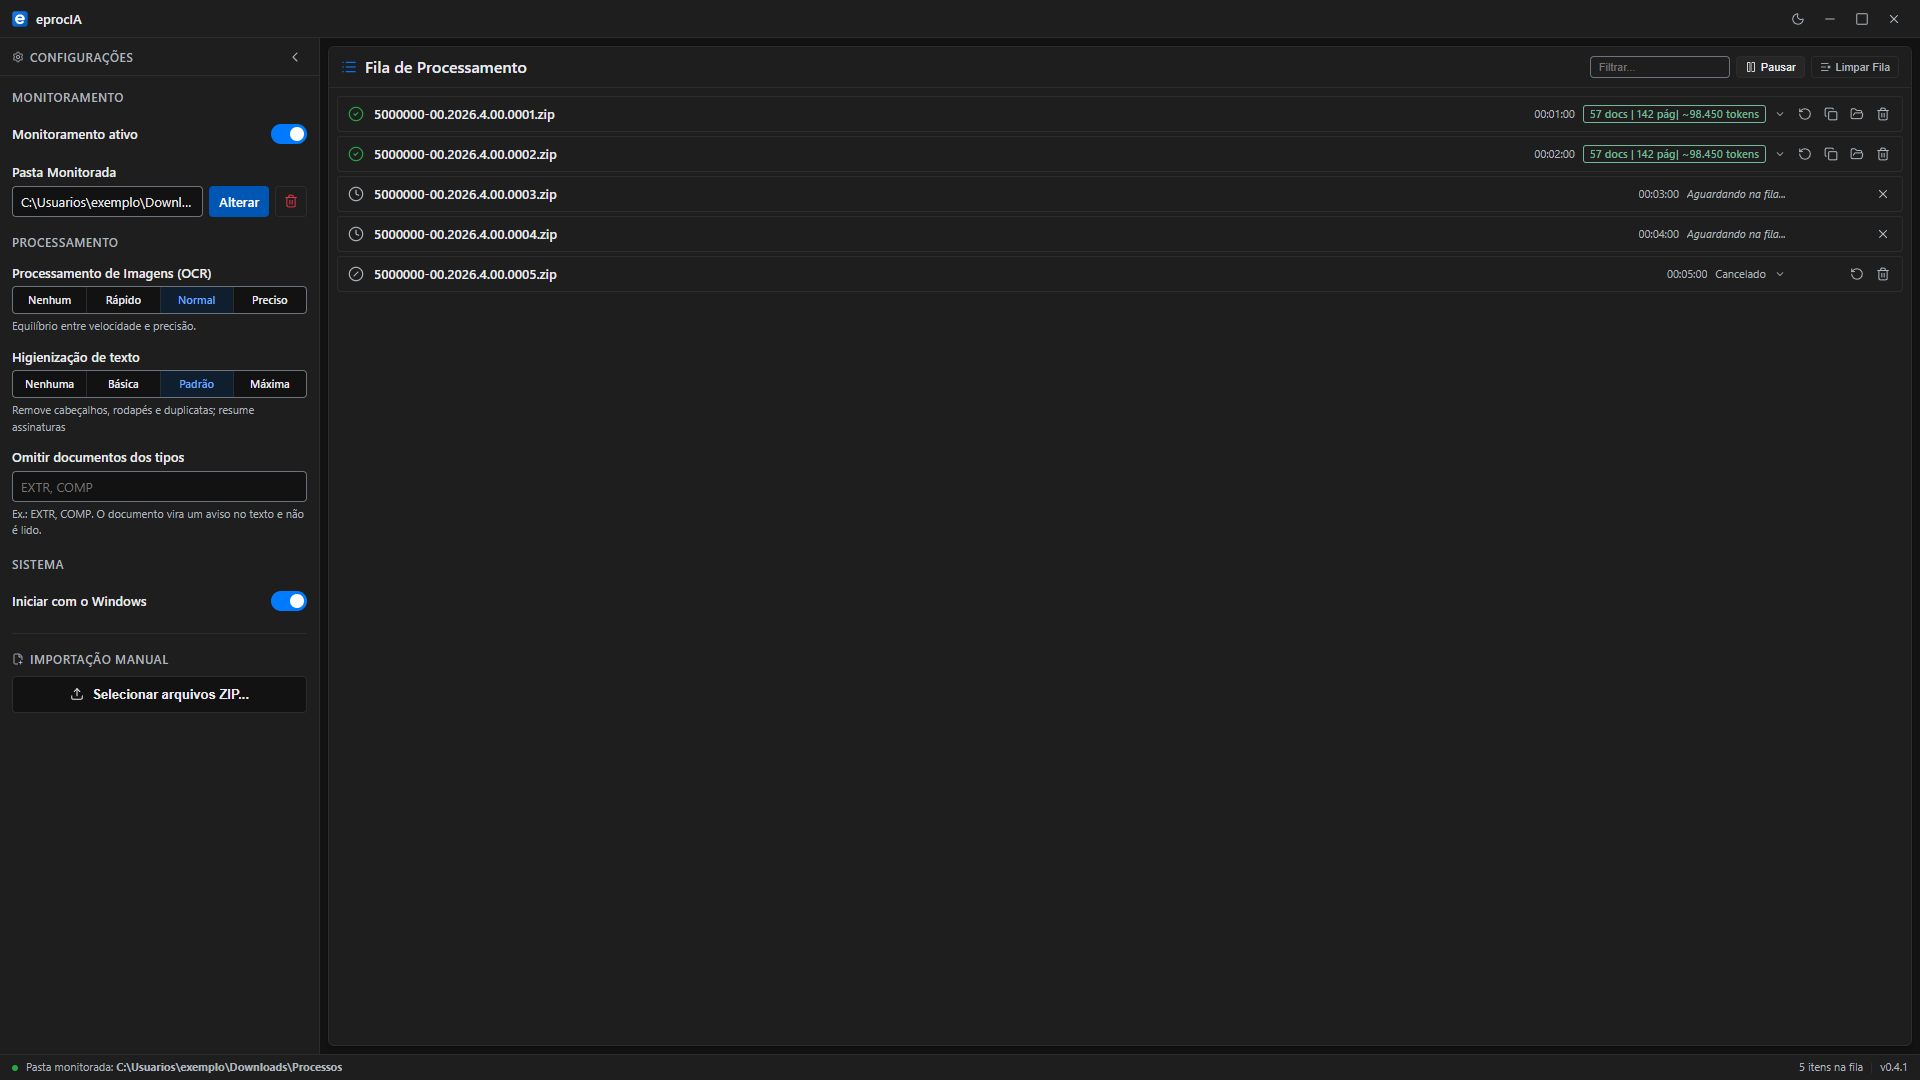 eprocIA
CONFIGURAÇÕES
MONITORAMENTO
Monitoramento ativo
Pasta Monitorada
C:\Usuarios\exemplo\Downl...
Alterar
PROCESSAMENTO
Processamento de Imagens (OCR)
Nenhum Rápido Normal Preciso
Equilíbrio entre velocidade e precisão.
Higienização de texto
Nenhuma Básica Padrão Máxima
Remove cabeçalhos, rodapés e duplicatas; resume
assinaturas
Omitir documentos dos tipos
EXTR, COMP
Ex.: EXTR, COMP. O documento vira um aviso no texto e não
é lido.
SISTEMA
Iniciar com o Windows
IMPORTAÇÃO MANUAL
Selecionar arquivos ZIP...
Fila de Processamento
Filtrar...
Pausar
Limpar Fila
5000000-00.2026.4.00.0001.zip 00:01:00 57 docs | 142 pág| ~98.450 tokens
5000000-00.2026.4.00.0002.zip 00:02:00 57 docs | 142 pág| ~98.450 tokens
5000000-00.2026.4.00.0003.zip 00:03:00 Aguardando na fila...
5000000-00.2026.4.00.0004.zip 00:04:00 Aguardando na fila...
5000000-00.2026.4.00.0005.zip 00:05:00 Cancelado
Pasta monitorada: C:\Usuarios\exemplo\Downloads\Processos
5 itens na fila
v0.4.1